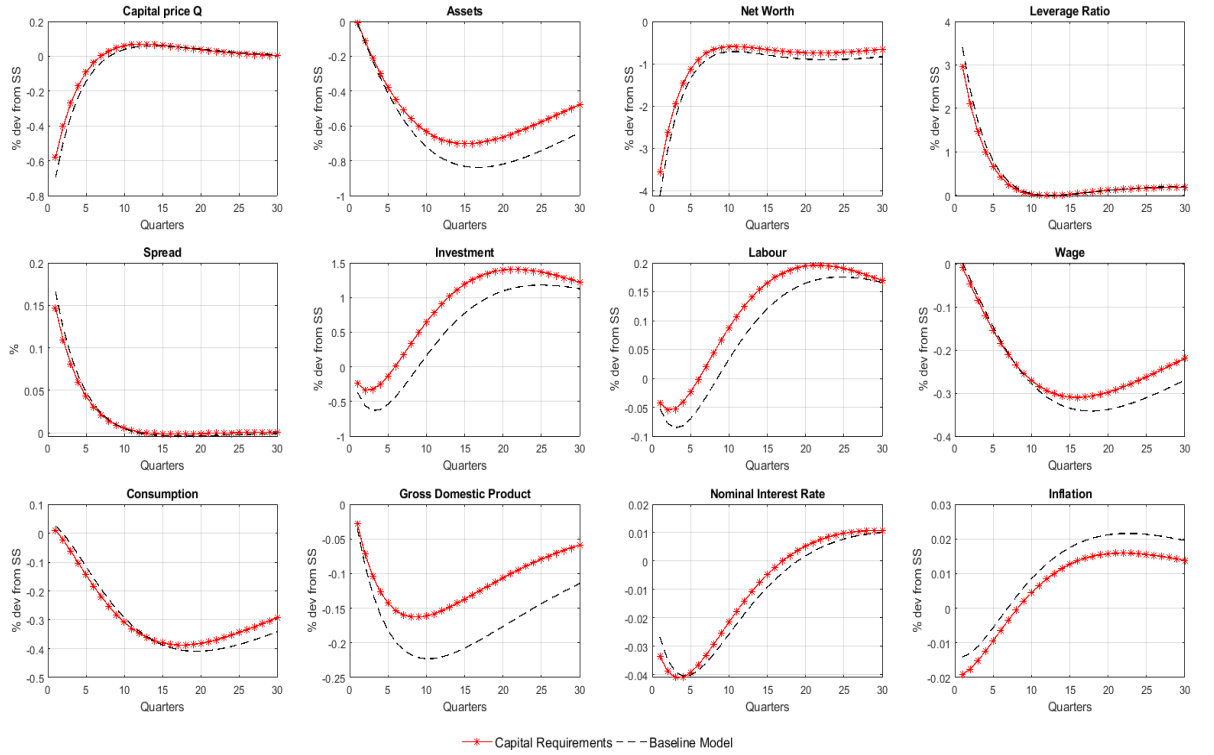 Capital price Q
% dev from SS
0.2
0
-0.2
-0.4
-0.6
-0.8
0 5 10 15 20 25 30
Quarters
Assets
% dev from SS
0
-0.2
-0.4
-0.6
-0.8
-1
0 5 10 15 20 25 30
Quarters
Net Worth
% dev from SS
1
0
-1
-2
-3
-4
0 5 10 15 20 25 30
Quarters
Leverage Ratio
% dev from SS
4
3
2
1
0
0 5 10 15 20 25 30
Quarters
Spread
%
0.2
0.15
0.1
0.05
0
0 5 10 15 20 25 30
Quarters
Investment
% dev from SS
1.5
1
0.5
0
-0.5
-1
0 5 10 15 20 25 30
Quarters
Labour
% dev from SS
0.2
0.15
0.1
0.05
0
-0.05
-0.1
0 5 10 15 20 25 30
Quarters
Wage
% dev from SS
0
-0.1
-0.2
-0.3
-0.4
0 5 10 15 20 25 30
Quarters
Consumption
% dev from SS
0.1
0
-0.1
-0.2
-0.3
-0.4
-0.5
0 5 10 15 20 25 30
Quarters
Gross Domestic Product
% dev from SS
0
-0.05
-0.1
-0.15
-0.2
-0.25
0 5 10 15 20 25 30
Quarters
Nominal Interest Rate
% dev from SS
0.02
0.01
0
-0.01
-0.02
-0.03
-0.04
0 5 10 15 20 25 30
Quarters
Inflation
% dev from SS
0.03
0.02
0.01
0
-0.01
-0.02
0 5 10 15 20 25 30
Quarters
Capital Requirements Baseline Model